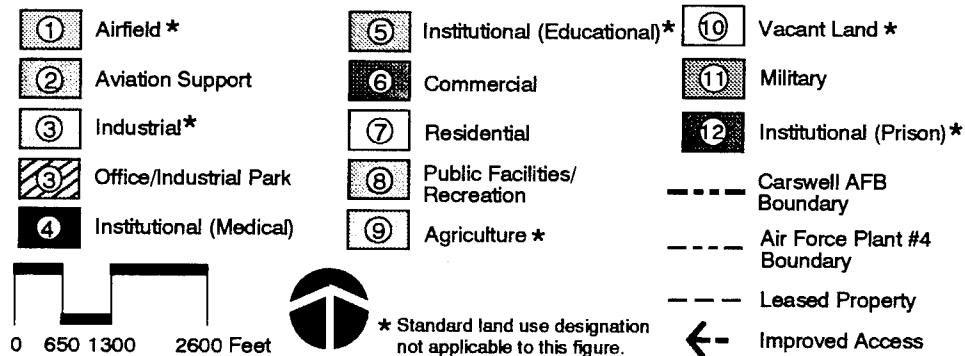 ① Airfield *
② Aviation Support
③ Industrial *
③ Office/Industrial Park
④ Institutional (Medical)
⑤ Institutional (Educational) *
⑥ Commercial
⑦ Residential
⑧ Public Facilities/
Recreation
⑨ Agriculture *
⑩ Vacant Land *
⑪ Military
⑫ Institutional (Prison) *
Carswell AFB
Boundary
Air Force Plant #4
Boundary
Leased Property
Improved Access
0 650 1300 2600 Feet
* Standard land use designation
not applicable to this figure.